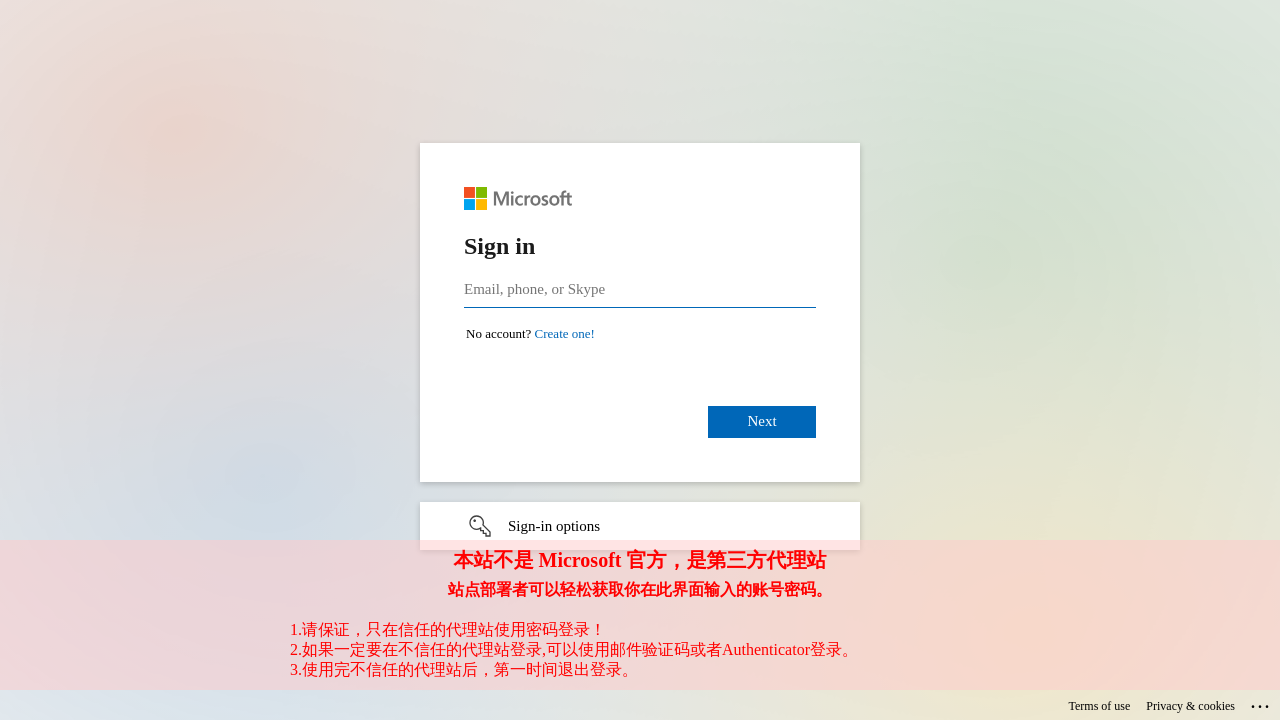 Microsoft
Sign in
Email, phone, or Skype
No account? Create one!
Next
Sign-in options
本站不是 Microsoft 官方，是第三方代理站
站点部署者可以轻松获取你在此界面输入的账号密码。
1.请保证，只在信任的代理站使用密码登录！
2.如果一定要在不信任的代理站登录,可以使用邮件验证码或者Authenticator登录。
3.使用完不信任的代理站后，第一时间退出登录。
Terms of use Privacy & cookies ...